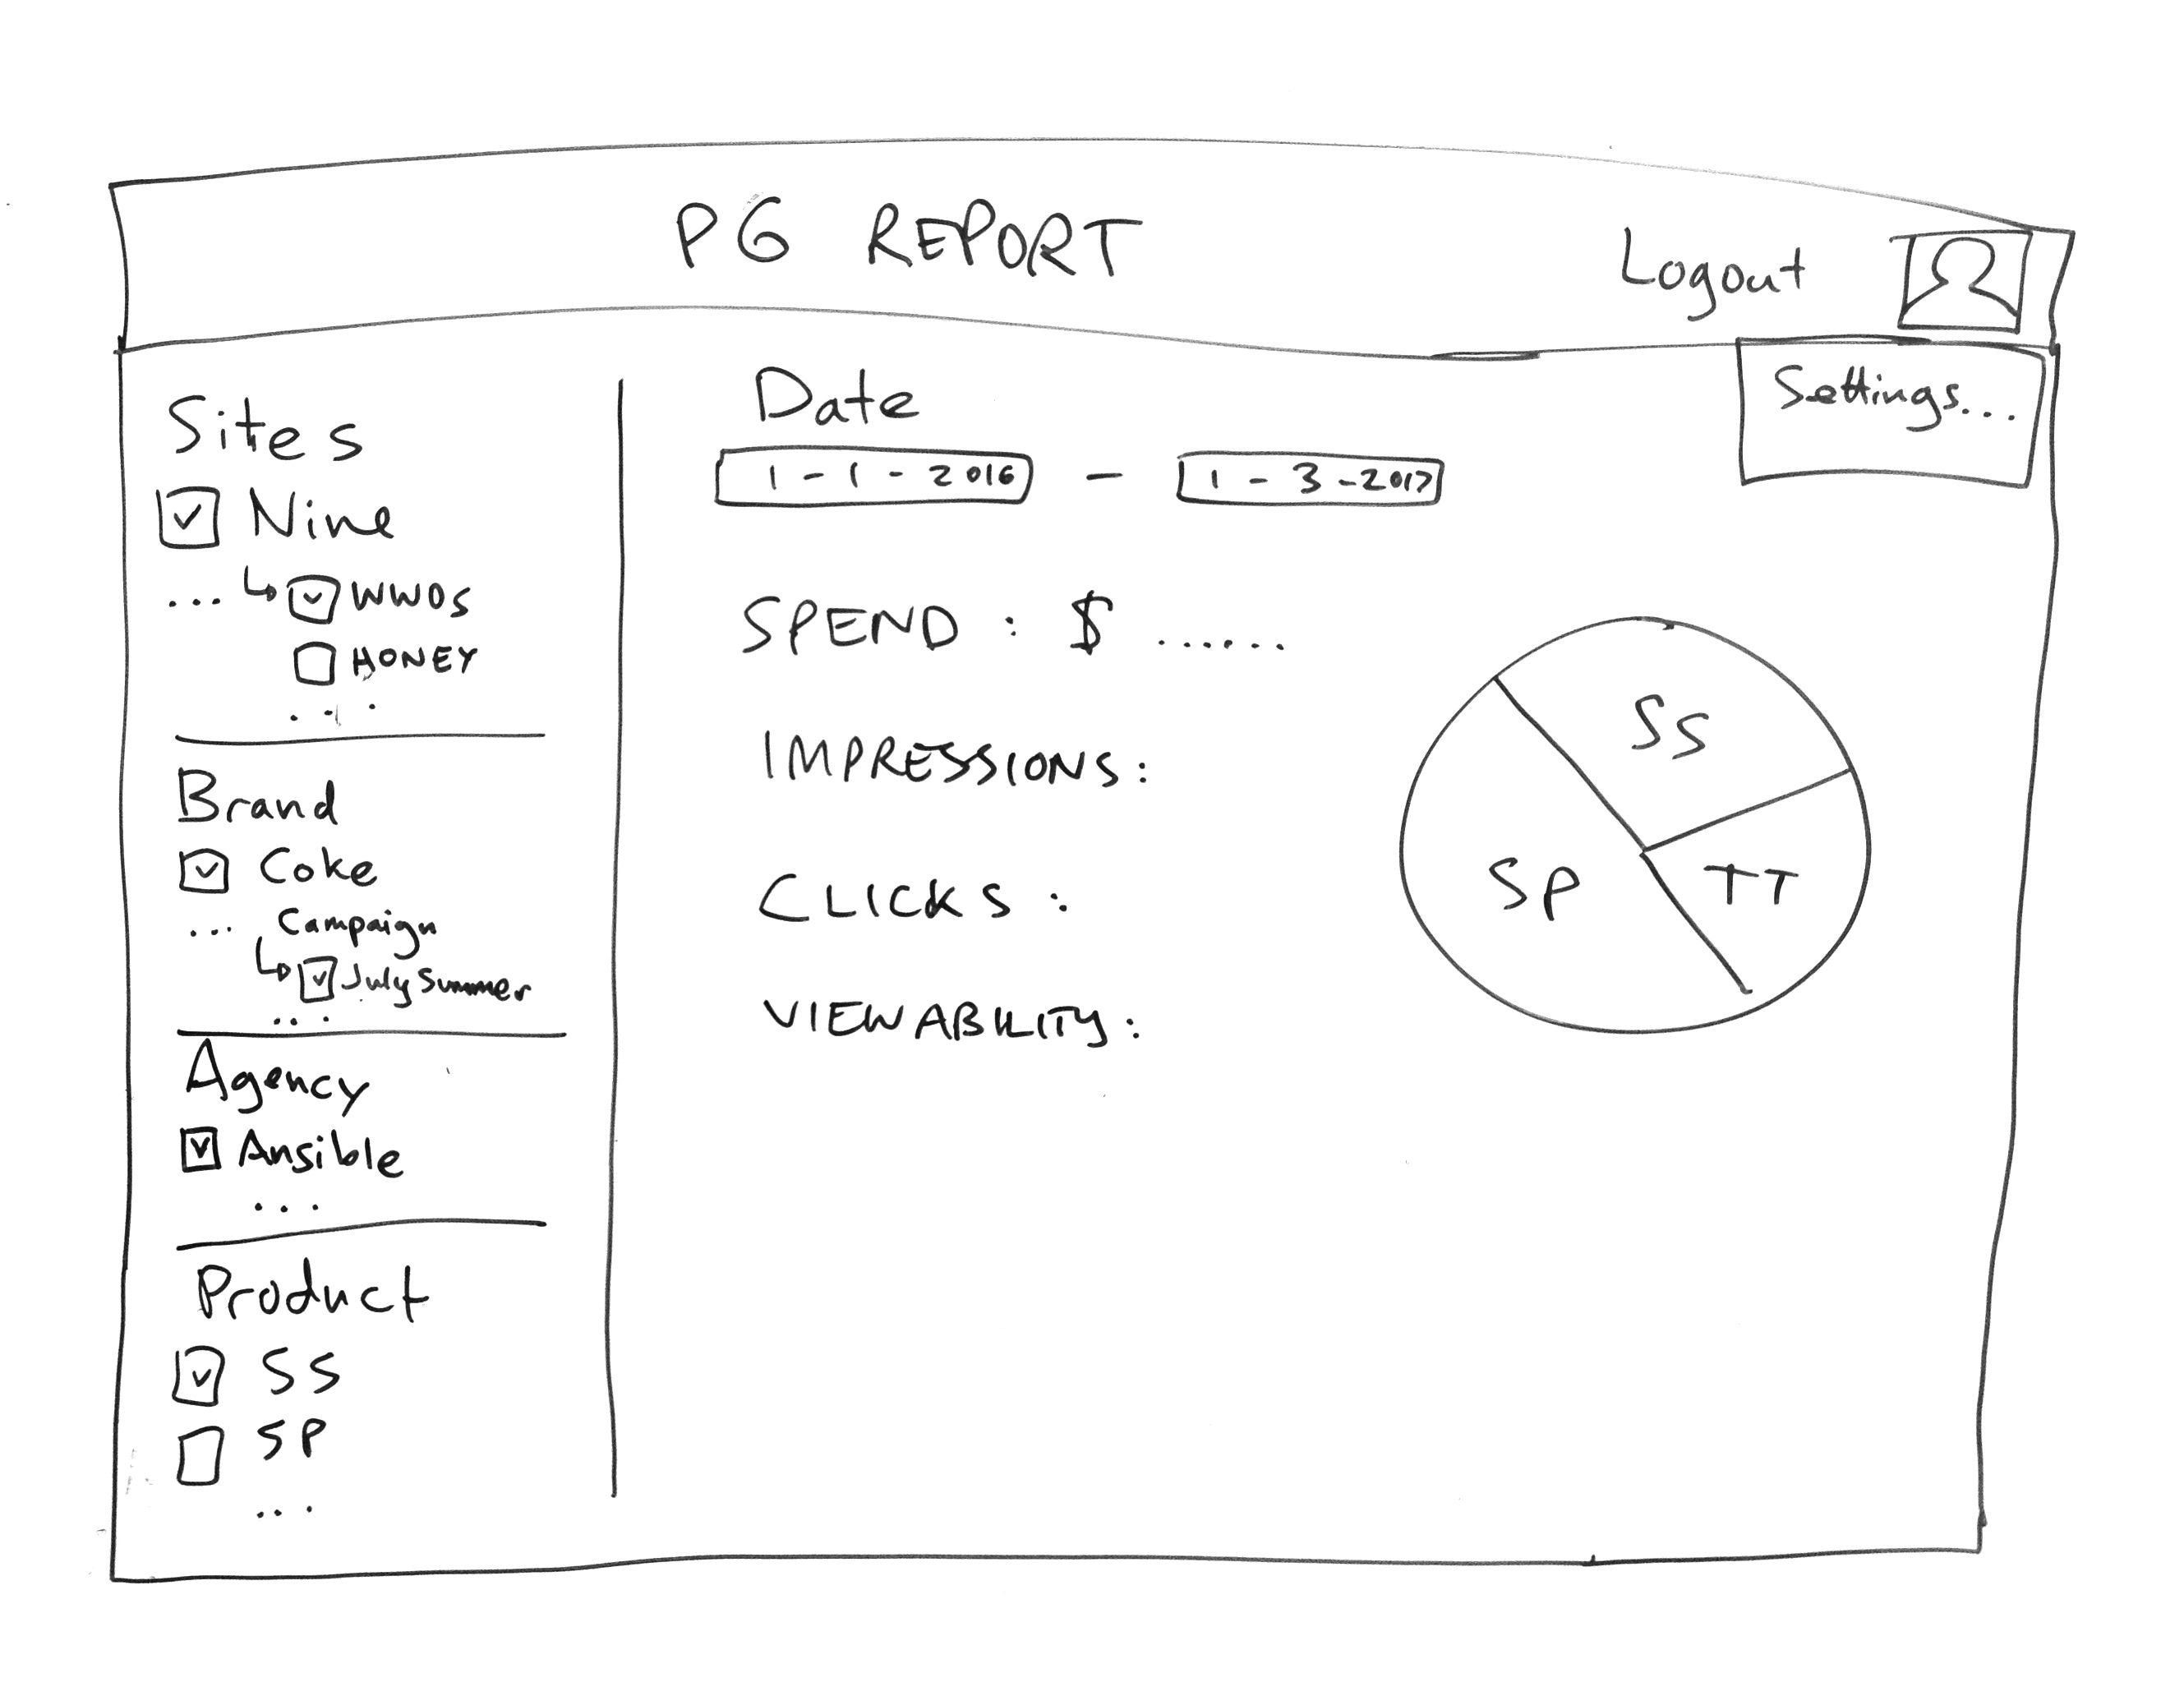 PG REPORT
Logout
Settings...
Sites
Nine
... WWOS
HONEY
...
Brand
Coke
... Campaign
July Summer
...
Agency
Ansible
...
Product
SS
SP
...
Date
1-1-2016 - 1-3-2017
SPEND : $ ......
IMPRESSIONS:
CLICKS :
VIEWABILITY:
SS
SP
TT